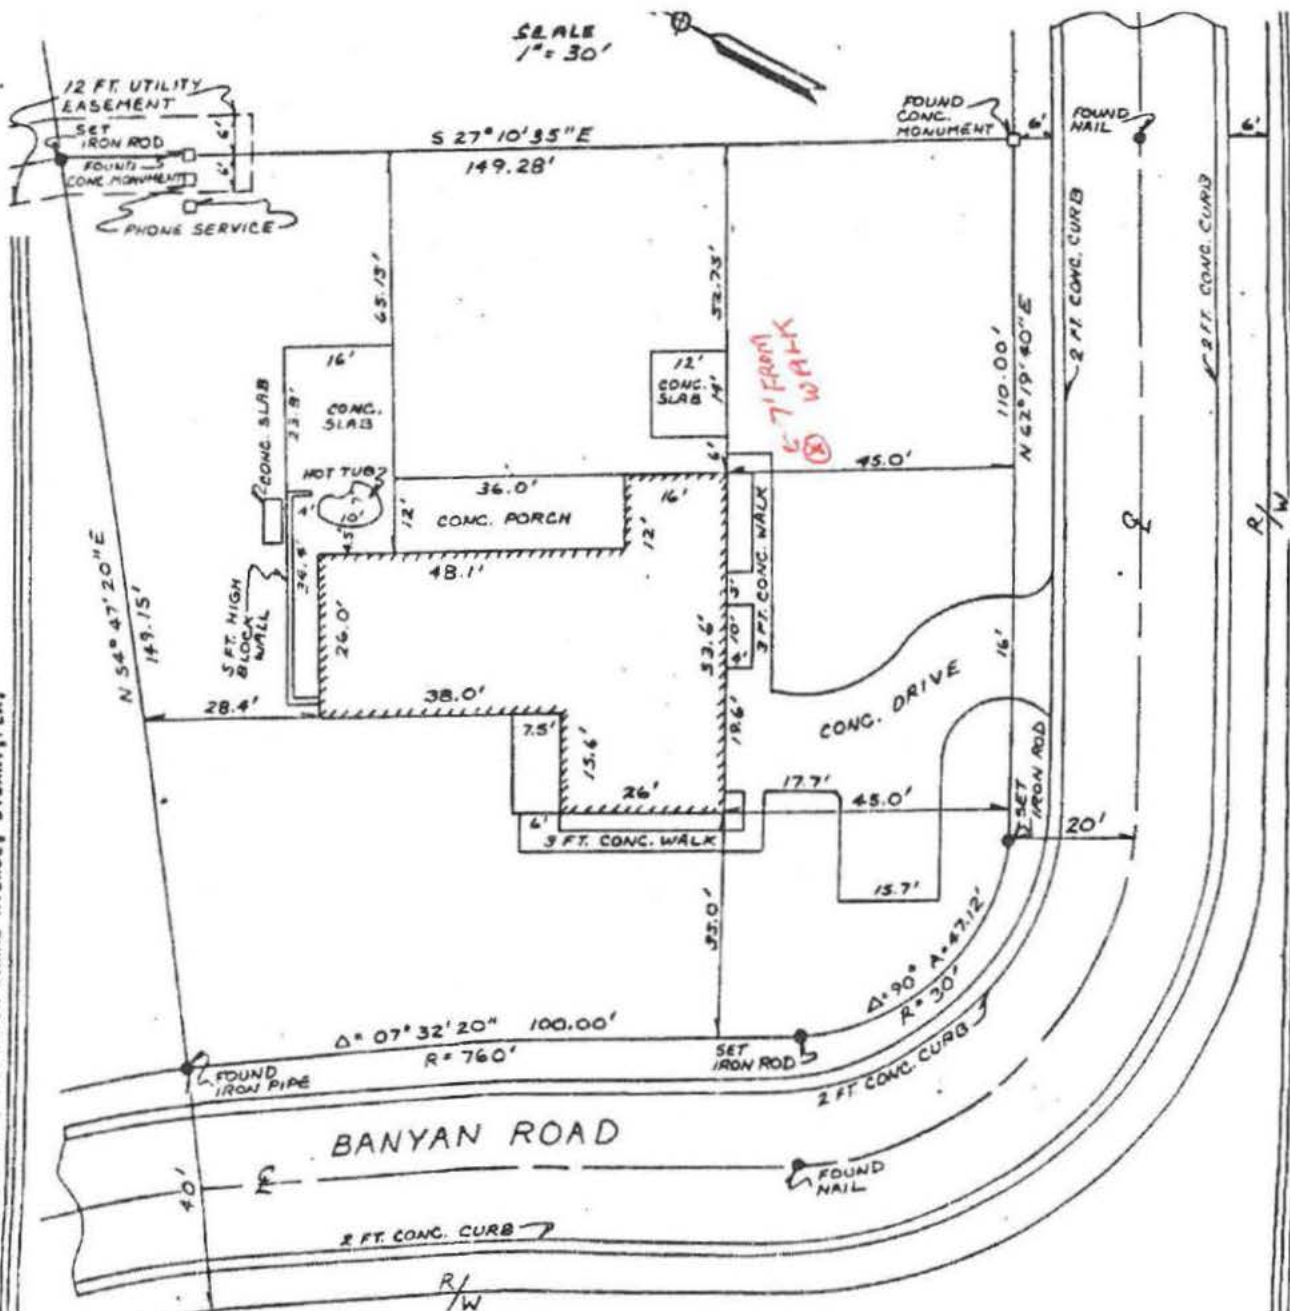 SCALE
1" = 30'
12 FT. UTILITY
EASEMENT
SET
IRON ROD
FOUND
CONC. MONUMENT
6'
6'
PHONE SERVICE
S 27° 10' 35" E
149.28'
FOUND
CONC.
MONUMENT
6'
FOUND
NAIL
6'
2 FT. CONC. CURB
2 FT. CONC. CURB
65.13'
52.75'
110.00'
N 62° 19' 40" E
7' FROM
WALK
X
16'
CONC.
SLAB
23.8'
CONC. SLAB
12'
CONC.
SLAB
14'
6'
45.0'
HOT TUB
36.0'
CONC. PORCH
12'
16'
12'
4'
7'
10'
48.1'
3 FT. CONC. WALK
3'
10'
4'
53.6'
26.0'
5 FT. HIGH
BLOCK
WALL
N 54° 47' 20" E
149.15'
28.4'
38.0'
7.5'
15.6'
26'
19.6'
16'
CONC. DRIVE
17.7'
45.0'
6'
3 FT. CONC. WALK
SET
IRON ROD
20'
15.7'
35.0'
Δ= 90° A=47.12'
R= 30'
Δ= 07° 32' 20" 100.00'
R= 760'
SET
IRON ROD
FOUND
IRON PIPE
2 FT CONC. CURB
BANYAN ROAD
FOUND
NAIL
40'
2 FT. CONC. CURB
R/W
R/W